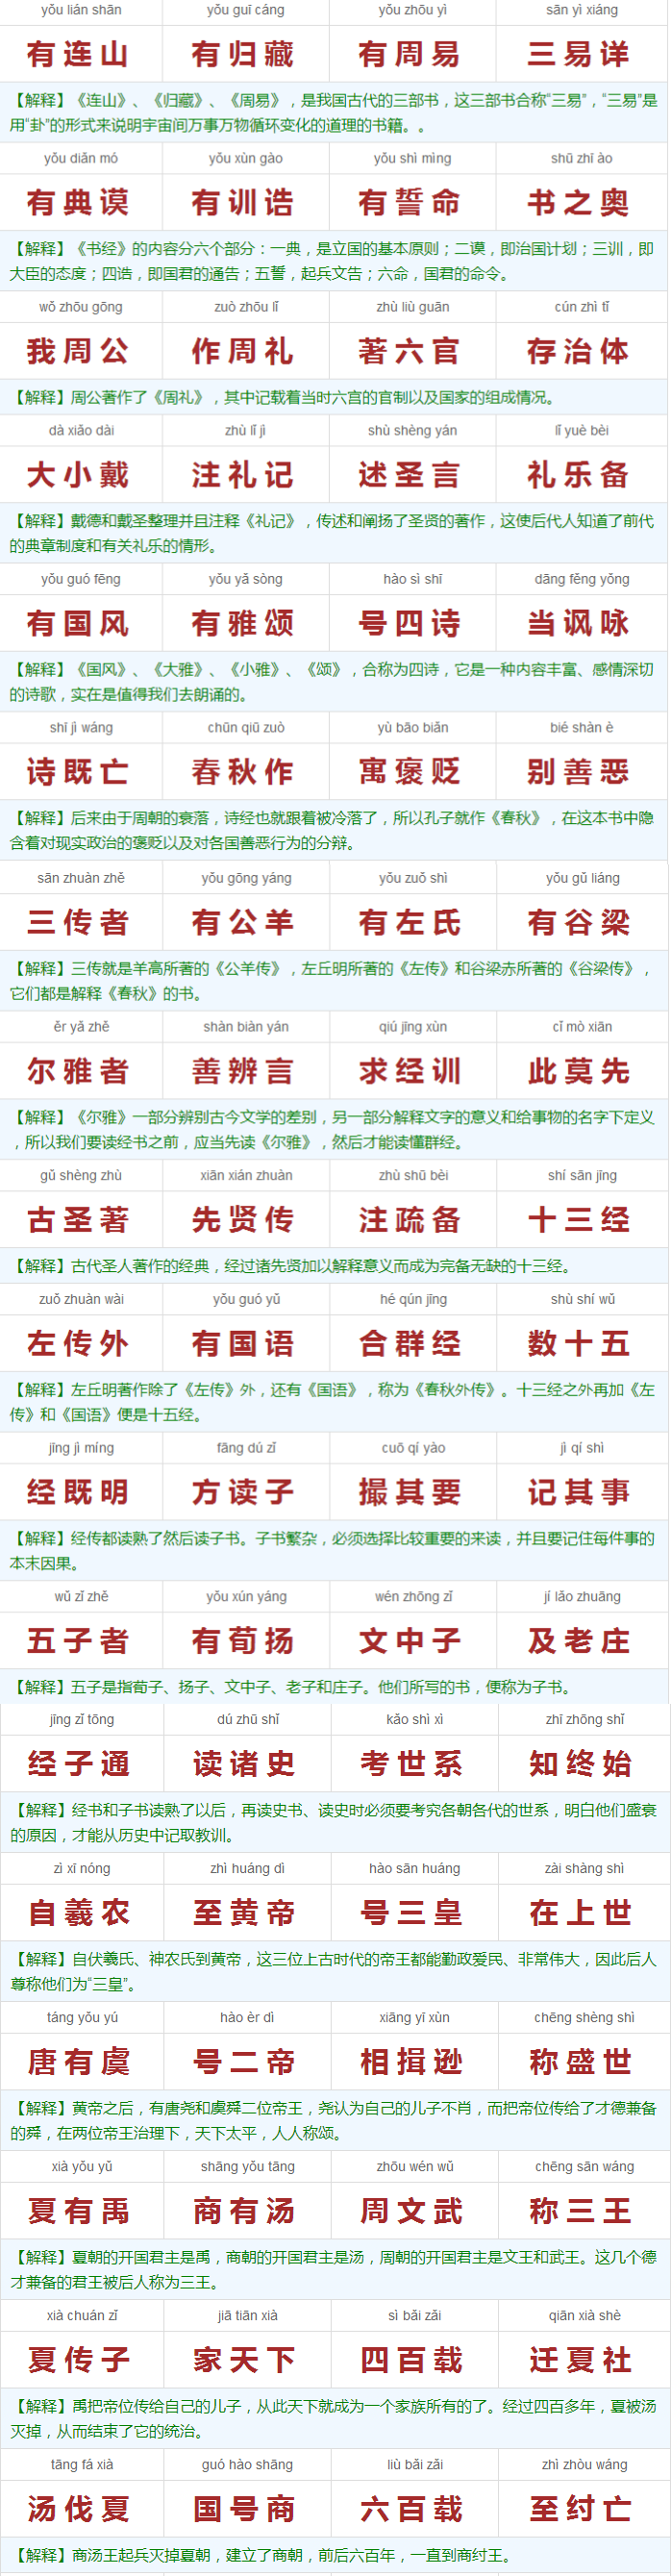 yǒu lián shān yǒu guī cáng yǒu zhōu yì sān yì xiáng
有连山 有归藏 有周易 三易详
【解释】《连山》、《归藏》、《周易》，是我国古代的三部书，这三部书合称“三易”，“三易”是
用“卦”的形式来说明宇宙间万事万物循环变化的道理的书籍。。
yǒu diǎn mó yǒu xùn gào yǒu shì mìng shū zhī ào
有典谟 有训诰 有誓命 书之奥
【解释】《书经》的内容分六个部分：一典，是立国的基本原则；二谟，即治国计划；三训，即
大臣的态度；四诰，即国君的通告；五誓，起兵文告；六命，国君的命令。
wǒ zhōu gōng zuò zhōu lǐ zhù liù guān cún zhì tǐ
我周公 作周礼 著六官 存治体
【解释】周公著作了《周礼》，其中记载着当时六宫的官制以及国家的组成情况。
dà xiǎo dài zhù lǐ jì shù shèng yán lǐ yuè bèi
大小戴 注礼记 述圣言 礼乐备
【解释】戴德和戴圣整理并且注释《礼记》，传述和阐扬了圣贤的著作，这使后代人知道了前代
的典章制度和有关礼乐的情形。
yǒu guó fēng yǒu yǎ sòng hào sì shī dāng fěng yǒng
有国风 有雅颂 号四诗 当讽咏
【解释】《国风》、《大雅》、《小雅》、《颂》，合称为四诗，它是一种内容丰富、感情深切
的诗歌，实在是值得我们去朗诵的。
shī jì wáng chūn qiū zuò yù bāo biǎn bié shàn è
诗既亡 春秋作 寓褒贬 别善恶
【解释】后来由于周朝的衰落，诗经也就跟着被冷落了，所以孔子就作《春秋》，在这本书中隐
含着对现实政治的褒贬以及对各国善恶行为的分辩。
sān zhuàn zhě yǒu gōng yáng yǒu zuǒ shì yǒu gǔ liáng
三传者 有公羊 有左氏 有谷梁
【解释】三传就是羊高所著的《公羊传》，左丘明所著的《左传》和谷梁赤所著的《谷梁传》，
它们都是解释《春秋》的书。
ěr yǎ zhě shàn biàn yán qiú jīng xùn cǐ mò xiān
尔雅者 善辨言 求经训 此莫先
【解释】《尔雅》一部分辨别古今文学的差别，另一部分解释文字的意义和给事物的名字下定义
，所以我们要读经书之前，应当先读《尔雅》，然后才能读懂群经。
gǔ shèng zhù xiān xián zhuàn zhù shū bèi shí sān jīng
古圣著 先贤传 注疏备 十三经
【解释】古代圣人著作的经典，经过诸先贤加以解释意义而成为完备无缺的十三经。
zuǒ zhuàn wài yǒu guó yǔ hé qún jīng shù shí wǔ
左传外 有国语 合群经 数十五
【解释】左丘明著作除了《左传》外，还有《国语》，称为《春秋外传》。十三经之外再加《左
传》和《国语》便是十五经。
jīng jì míng fāng dú zǐ cuō qí yào jì qí shì
经既明 方读子 撮其要 记其事
【解释】经传都读熟了然后读子书。子书繁杂，必须选择比较重要的来读，并且要记住每件事的
本末因果。
wǔ zǐ zhě yǒu xún yáng wén zhōng zǐ jí lǎo zhuāng
五子者 有荀扬 文中子 及老庄
【解释】五子是指荀子、扬子、文中子、老子和庄子。他们所写的书，便称为子书。
jīng zǐ tōng dú zhū shǐ kǎo shì xì zhī zhōng shǐ
经子通 读诸史 考世系 知终始
【解释】经书和子书读熟了以后，再读史书、读史时必须要考究各朝各代的世系，明白他们盛衰
的原因，才能从历史中记取教训。
zì xī nóng zhì huáng dì hào sān huáng zài shàng shì
自羲农 至黄帝 号三皇 在上世
【解释】自伏羲氏、神农氏到黄帝，这三位上古时代的帝王都能勤政爱民、非常伟大，因此后人
尊称他们为“三皇”。
táng yǒu yú hào èr dì xiāng yī xùn chēng shèng shì
唐有虞 号二帝 相揖逊 称盛世
【解释】黄帝之后，有唐尧和虞舜二位帝王，尧认为自己的儿子不肖，而把帝位传给了才德兼备
的舜，在两位帝王治理下，天下太平，人人称颂。
xià yǒu yǔ shāng yǒu tāng zhōu wén wǔ chēng sān wáng
夏有禹 商有汤 周文武 称三王
【解释】夏朝的开国君主是禹，商朝的开国君主是汤，周朝的开国君主是文王和武王。这几个德
才兼备的君王被后人称为三王。
xià chuán zǐ jiā tiān xià sì bǎi zǎi qiān xià shè
夏传子 家天下 四百载 迁夏社
【解释】禹把帝位传给自己的儿子，从此天下就成为一个家族所有的了。经过四百多年，夏被汤
灭掉，从而结束了它的统治。
tāng fá xià guó hào shāng liù bǎi zǎi zhì zhòu wáng
汤伐夏 国号商 六百载 至纣亡
【解释】商汤王起兵灭掉夏朝，建立了商朝，前后六百年，一直到商纣王。